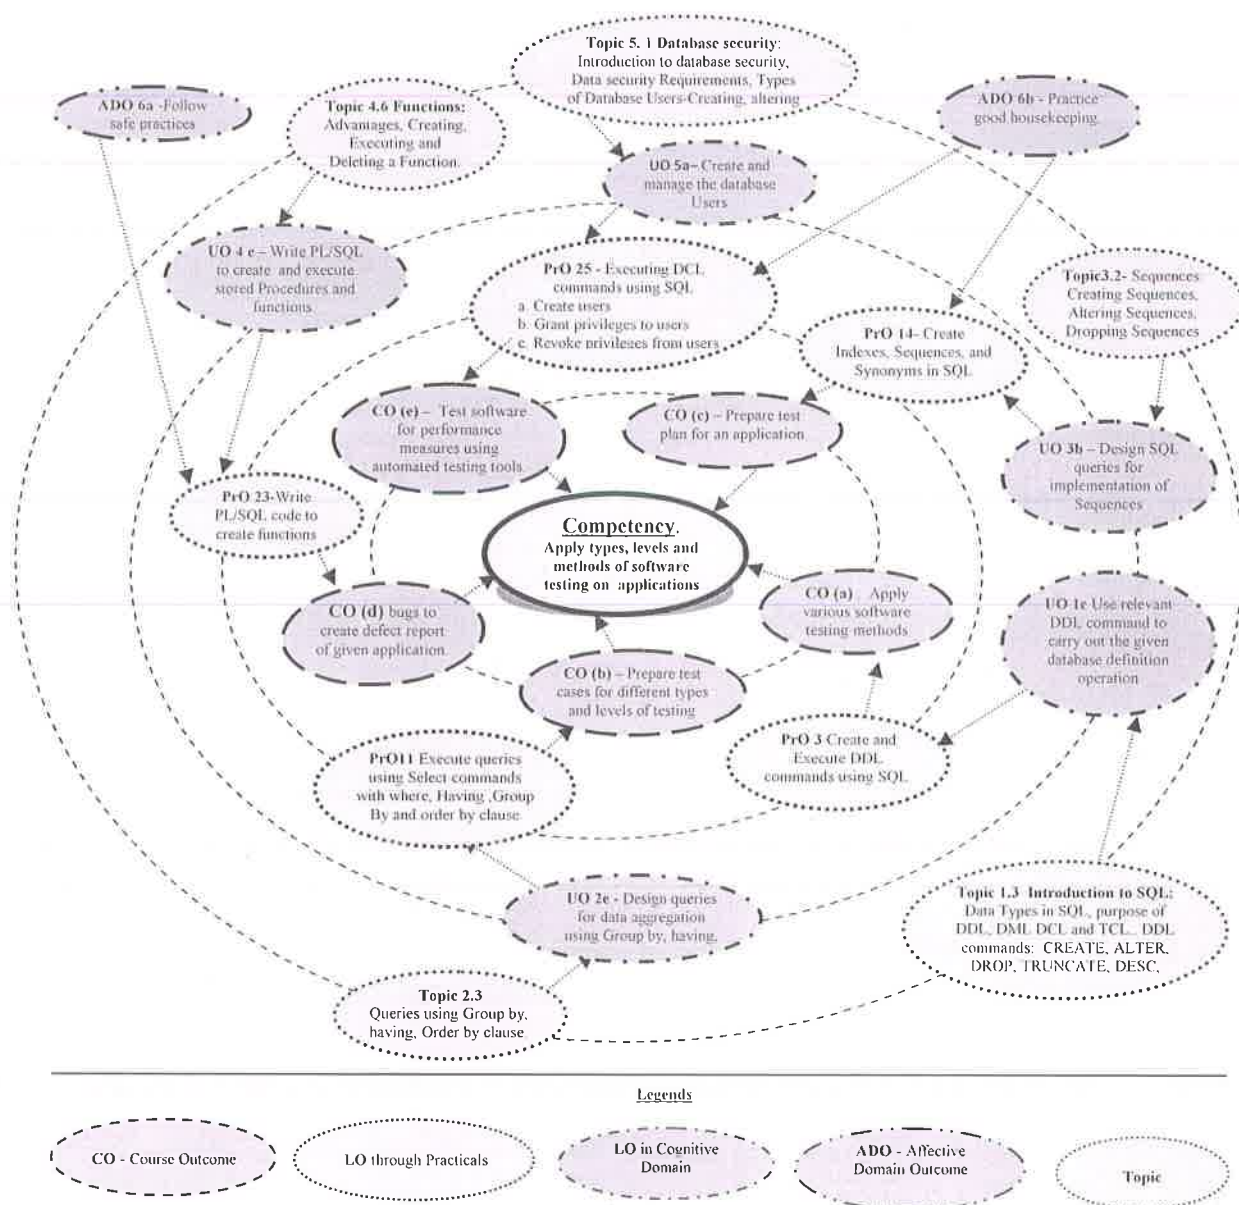 Topic 5. 1 Database security:
Introduction to database security,
Data security Requirements, Types
of Database Users-Creating, altering
ADO 6a -Follow
safe practices
Topic 4.6 Functions:
Advantages, Creating,
Executing and
Deleting a Function.
ADO 6b - Practice
good housekeeping.
UO 5a– Create and
manage the database
Users
UO 4 e – Write PL/SQL
to create and execute
stored Procedures and
functions
PrO 25 - Executing DCL
commands using SQL
a. Create users
b. Grant privileges to users
c. Revoke privileges from users
Topic3.2- Sequences
Creating Sequences,
Altering Sequences,
Dropping Sequences
PrO 14– Create
Indexes, Sequences, and
Synonyms in SQL
CO (e) – Test software
for performance
measures using
automated testing tools
CO (c) – Prepare test
plan for an application
UO 3b – Design SQL
queries for
implementation of
Sequences
PrO 23-Write
PL/SQL code to
create functions
Competency.
Apply types, levels and
methods of software
testing on applications
CO (d) bugs to
create defect report
of given application.
CO (a) . Apply
various software
testing methods
UO 1e Use relevant
DDL command to
carry out the given
database definition
operation
CO (b) – Prepare test
cases for different types
and levels of testing
PrO11 Execute queries
using Select commands
with where, Having ,Group
By and order by clause
PrO 3 Create and
Execute DDL
commands using SQL
UO 2e - Design queries
for data aggregation
using Group by, having,
Topic 1.3 Introduction to SQL:
Data Types in SQL, purpose of
DDL, DML DCL and TCL.. DDL
commands: CREATE, ALTER,
DROP, TRUNCATE, DESC,
Topic 2.3
Queries using Group by,
having, Order by clause
Legends
CO - Course Outcome
LO through Practicals
LO in Cognitive
Domain
ADO - Affective
Domain Outcome
Topic